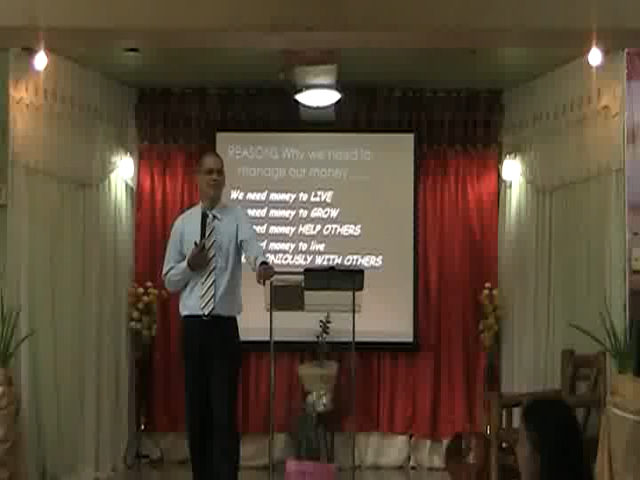 REASONS Why we need to
manage our money.....
We need money to LIVE
need money to GROW
money HELP OTHERS
money to live
WITH OTHERS